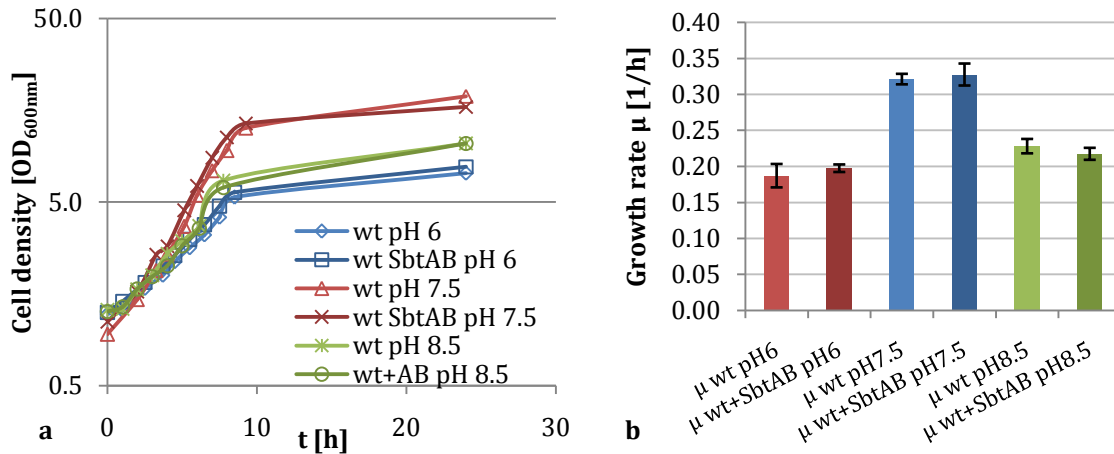 50.0
5.0
0.5
Cell density [OD600nm]
wt pH 6
wt SbtAB pH 6
wt pH 7.5
wt SbtAB pH 7.5
wt pH 8.5
wt+AB pH 8.5
0
10
20
30
a
t [h]
0.40
0.35
0.30
0.25
0.20
0.15
0.10
0.05
0.00
Growth rate µ [1/h]
µ wt pH6
µ wt+SbtAB pH6
µ wt pH7.5
µ wt+SbtAB pH7.5
µ wt pH8.5
µ wt+SbtAB pH8.5
b